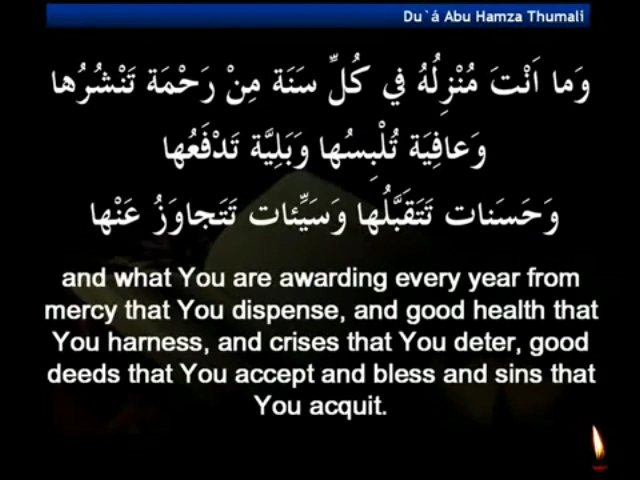 Du`á Abu Hamza Thumali
وَما اَنْتَ مُنْزِلُهُ في كُلِّ سَنَة مِنْ رَحْمَة تَنْشُرُها
وَعافِيَة تُلْبِسُها وَبَلِيَّة تَدْفَعُها
وَحَسَنات تَتَقَبَّلُها وَسَيِّئات تَتَجاوَزُ عَنْها
and what You are awarding every year from
mercy that You dispense, and good health that
You harness, and crises that You deter, good
deeds that You accept and bless and sins that
You acquit.